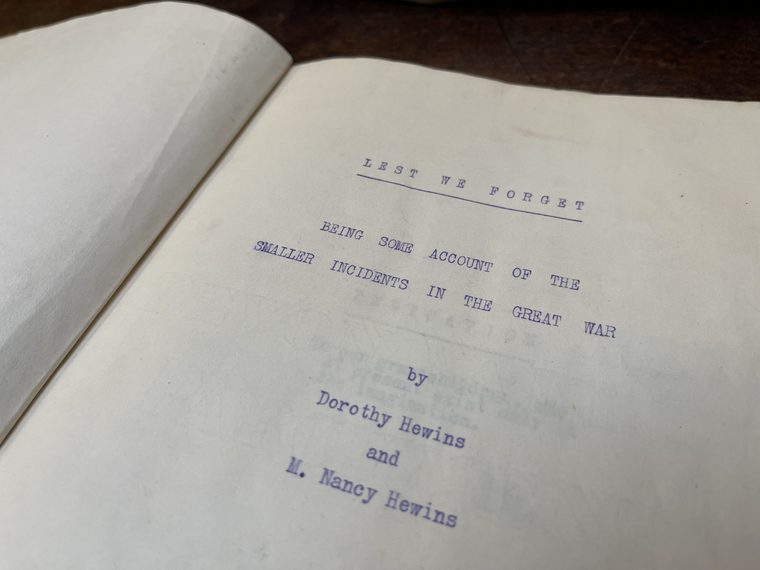 LEST WE FORGET
BEING SOME ACCOUNT OF THE
SMALLER INCIDENTS IN THE GREAT WAR
by
Dorothy Hewins
and
M. Nancy Hewins